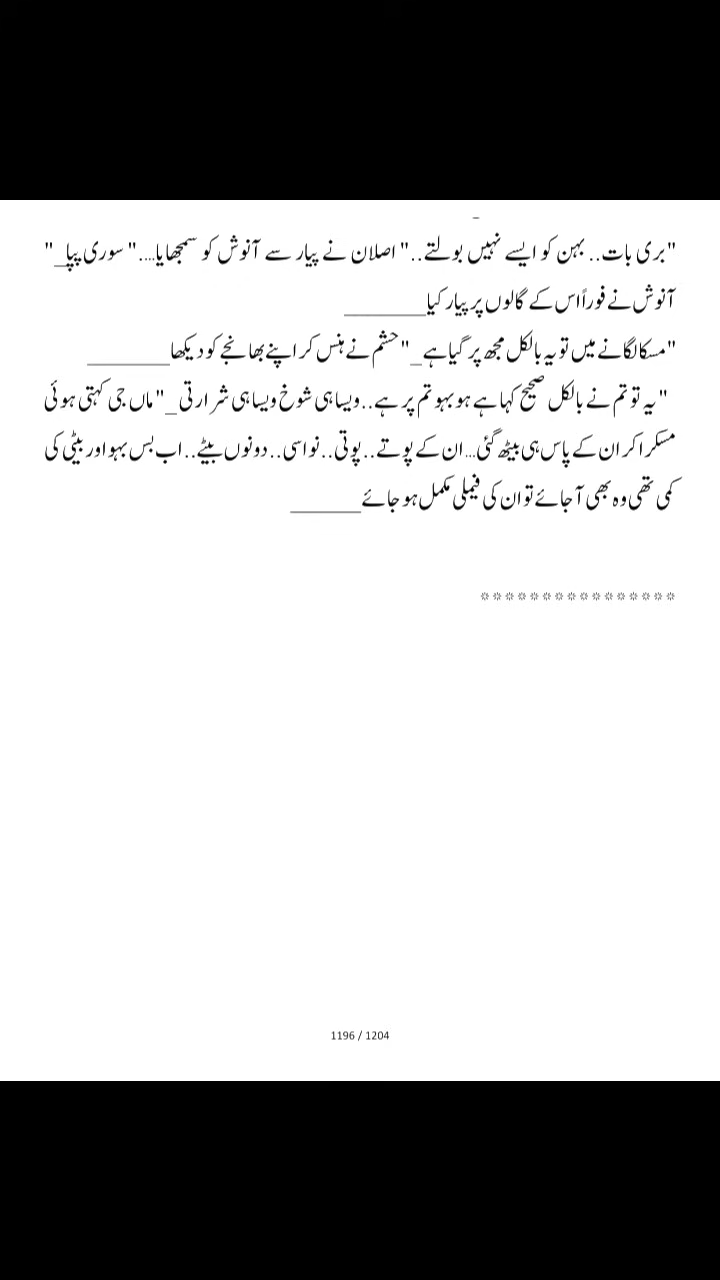 "بری بات.. بہن کو ایسے نہیں بولتے.." اصلان نے پیار سے آنوش کو سمجھایا...." سوری پپا_"
آنوش نے فوراً اس کے گالوں پر پیار کیا________
"مسکا لگانے میں تو یہ بالکل مجھ پر گیا ہے_" حشم نے ہنس کر اپنے بھانجے کو دیکھا________
"یہ تو تم نے بالکل صحیح کہا ہے ہو بہو تم پر ہے.. ویسا ہی شوخ ویسا ہی شرارتی_" ماں جی کہتی ہوئی
مسکرا کر ان کے پاس ہی بیٹھ گئی... ان کے پوتے.. پوتی.. نواسی.. دونوں بیٹے.. اب بس بہو اور بیٹی کی
کمی تھی وہ بھی آ جائے تو ان کی فیملی مکمل ہو جائے_______
☼☼☼☼☼☼☼☼☼☼☼☼☼☼☼☼
1196 / 1204